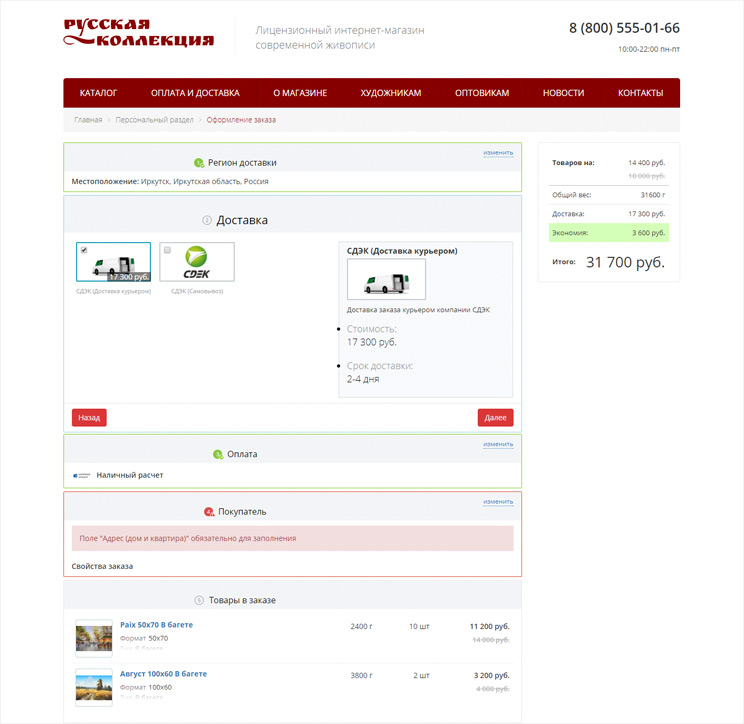 РУССКАЯ
КОЛЛЕКЦИЯ
Лицензионный интернет-магазин
современной живописи
8 (800) 555-01-66
10:00-22:00 пн-пт
КАТАЛОГ ОПЛАТА И ДОСТАВКА О МАГАЗИНЕ ХУДОЖНИКАМ ОПТОВИКАМ НОВОСТИ КОНТАКТЫ
Главная > Персональный раздел > Оформление заказа
Регион доставки
изменить
Местоположение: Иркутск, Иркутская область, Россия
2 Доставка
17 300 руб.
CDEK
СДЭК (Доставка курьером) СДЭК (Самовывоз)
СДЭК (Доставка курьером)
Доставка заказа курьером компании СДЭК
Стоимость:
17 300 руб.
Срок доставки:
2-4 дня
Назад Далее
Оплата
изменить
Наличный расчет
Покупатель
изменить
Поле "Адрес (дом и квартира)" обязательно для заполнения
Свойства заказа
Товары в заказе
Paix 50x70 В багете 2400 г 10 шт 11 200 руб.
14 000 руб.
Формат 50x70
В багете
Август 100x60 В багете 3800 г 2 шт 3 200 руб.
4 000 руб.
Формат 100x60
В багете
Товаров на: 14 400 руб.
18 000 руб.
Общий вес: 31600 г
Доставка: 17 300 руб.
Экономия: 3 600 руб.
Итого: 31 700 руб.